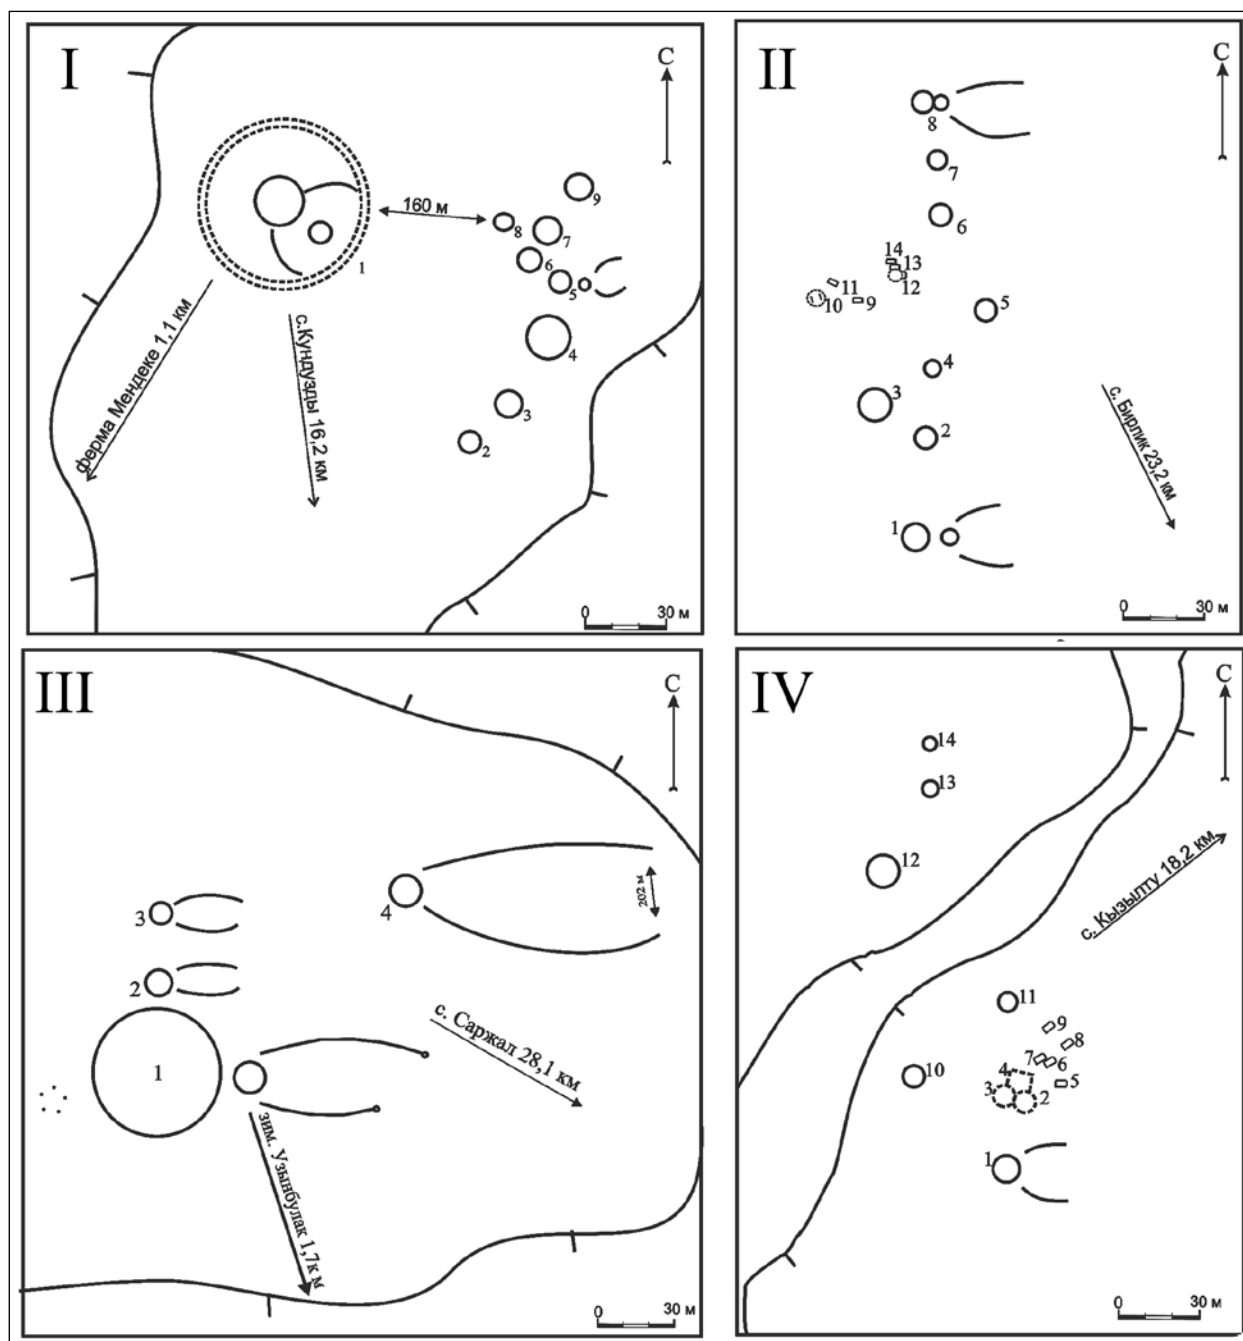 I
С
160 м
9
8
7
1
6
5
ферма Мендеке 1,1 км
с.Кундузды 16,2 км
4
3
2
0 30 м
II
С
8
7
6
14
13
11
12
10
9
5
4
3
2
с. Бирлик 23,2 км
1
0 30 м
III
С
3
4
202 м
2
1
с. Саржал 28,1 км
зим. Узынбулак 1,7к м
0 30 м
IV
С
14
13
12
с. Кызылту 18,2 км
11
9
8
7
6
10
4
5
3
2
1
0 30 м